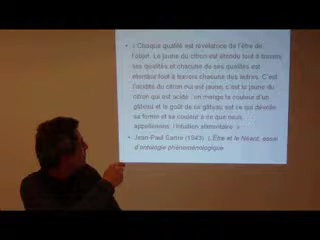 • « Chaque qualité est révélatrice de l'être de
l'objet. Le jaune du citron est étendu tout à travers
ses qualités et chacune de ses qualités est
étendue tout à travers chacune des autres. C'est
l'acidité du citron qui est jaune, c'est le jaune du
citron qui est acide : on mange la couleur d'un
gâteau et le goût de ce gâteau est ce qui dévoile
sa forme et sa couleur à ce que nous
appellerons l'intuition alimentaire »
• Jean-Paul Sartre (1943) L'Être et le Néant, essai
d'ontologie phénoménologique